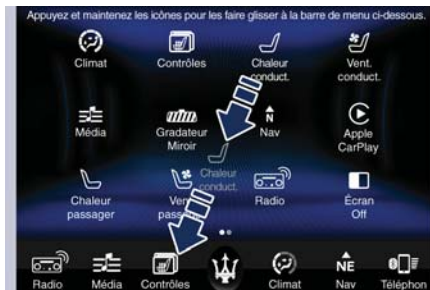 Appuyez et maintenez les icônes pour les faire glisser à la barre de menu ci-dessous.
Climat
Contrôles
Chaleur
conduct.
Vent.
conduct.
Média
Gradateur
Miroir
N
Nav
Apple
CarPlay
Chaleur
conduct.
Chaleur
passager
Radio
Écran
Off
Radio
Média
Contrôles
Climat
NE
Nav
Téléphon